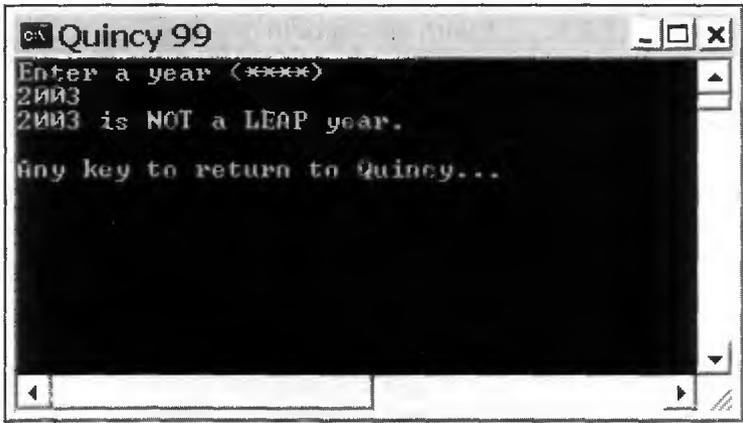 Quincy 99
Enter a year (****)
2003
2003 is NOT a LEAP year.
Any key to return to Quincy...